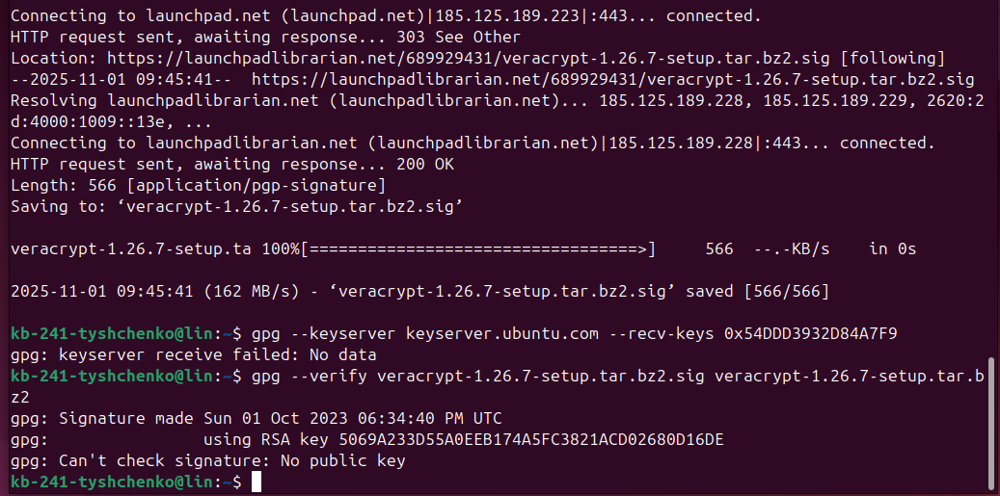 Connecting to launchpad.net (launchpad.net)|185.125.189.223|:443... connected.
HTTP request sent, awaiting response... 303 See Other
Location: https://launchpadlibrarian.net/689929431/veracrypt-1.26.7-setup.tar.bz2.sig [following]
--2025-11-01 09:45:41--  https://launchpadlibrarian.net/689929431/veracrypt-1.26.7-setup.tar.bz2.sig
Resolving launchpadlibrarian.net (launchpadlibrarian.net)... 185.125.189.228, 185.125.189.229, 2620:2
d:4000:1009::13e, ...
Connecting to launchpadlibrarian.net (launchpadlibrarian.net)|185.125.189.228|:443... connected.
HTTP request sent, awaiting response... 200 OK
Length: 566 [application/pgp-signature]
Saving to: ‘veracrypt-1.26.7-setup.tar.bz2.sig’
veracrypt-1.26.7-setup.ta 100%[==================================>]     566  --.-KB/s    in 0s
2025-11-01 09:45:41 (162 MB/s) - ‘veracrypt-1.26.7-setup.tar.bz2.sig’ saved [566/566]
kb-241-tyshchenko@lin:~$ gpg --keyserver keyserver.ubuntu.com --recv-keys 0x54DDD3932D84A7F9
gpg: keyserver receive failed: No data
kb-241-tyshchenko@lin:~$ gpg --verify veracrypt-1.26.7-setup.tar.bz2.sig veracrypt-1.26.7-setup.tar.b
z2
gpg: Signature made Sun 01 Oct 2023 06:34:40 PM UTC
gpg:                using RSA key 5069A233D55A0EEB174A5FC3821ACD02680D16DE
gpg: Can't check signature: No public key
kb-241-tyshchenko@lin:~$